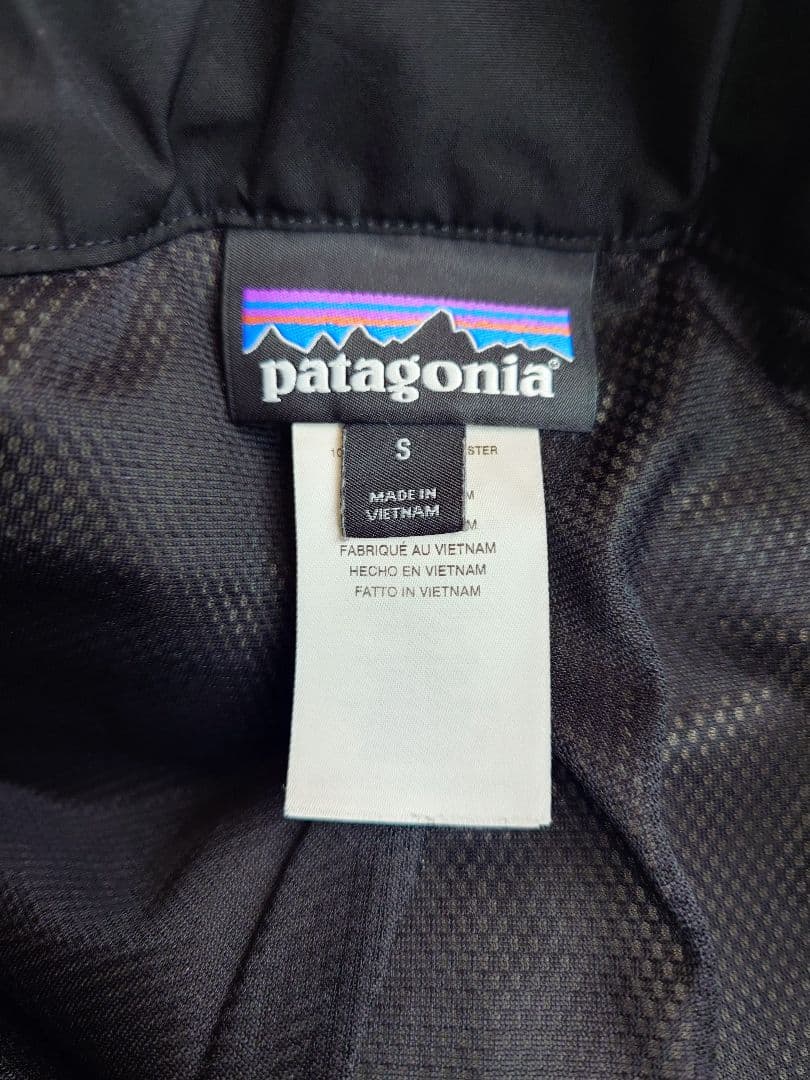 patagonia®
S
MADE IN
VIETNAM
FABRIQUÉ AU VIETNAM
HECHO EN VIETNAM
FATTO IN VIETNAM